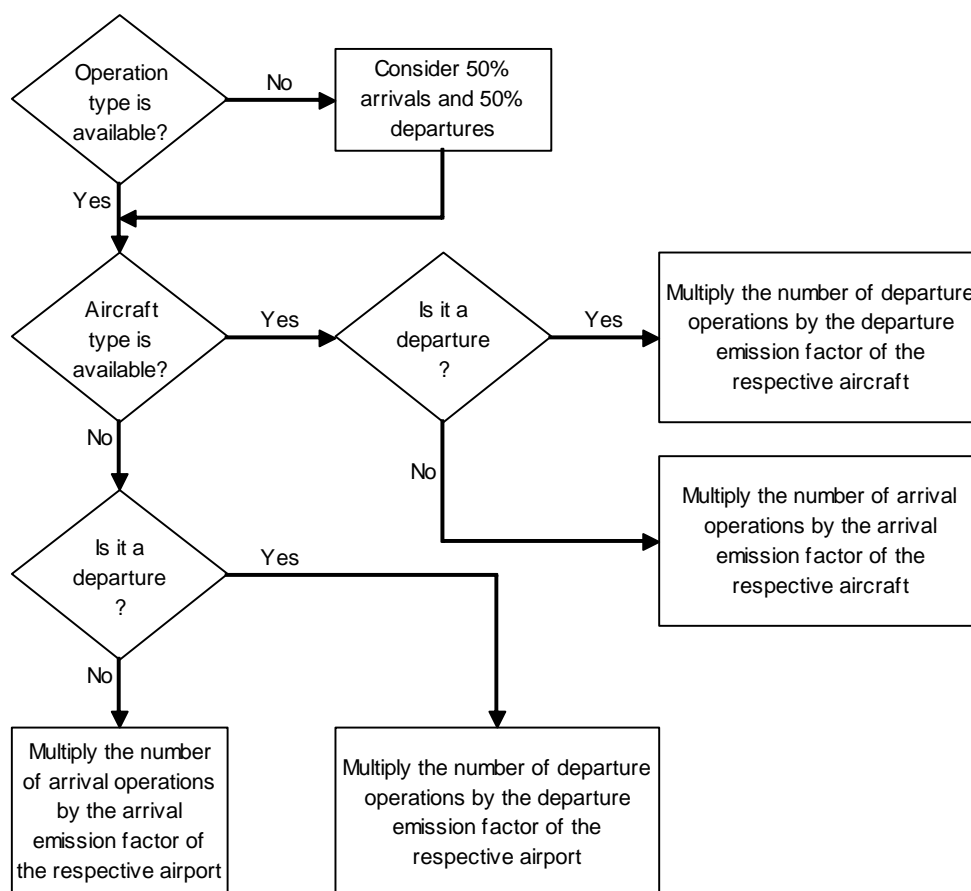 Operation
type is
available?
No
Consider 50%
arrivals and 50%
departures
Yes
Aircraft
type is
available?
Yes
Is it a
departure
?
Yes
Multiply the number of departure
operations by the departure
emission factor of the
respective aircraft
No
No
Multiply the number of arrival
operations by the arrival
emission factor of the
respective aircraft
Is it a
departure
?
Yes
No
Multiply the number
of arrival operations
by the arrival
emission factor of
the respective airport
Multiply the number of departure
operations by the departure
emission factor of the
respective airport